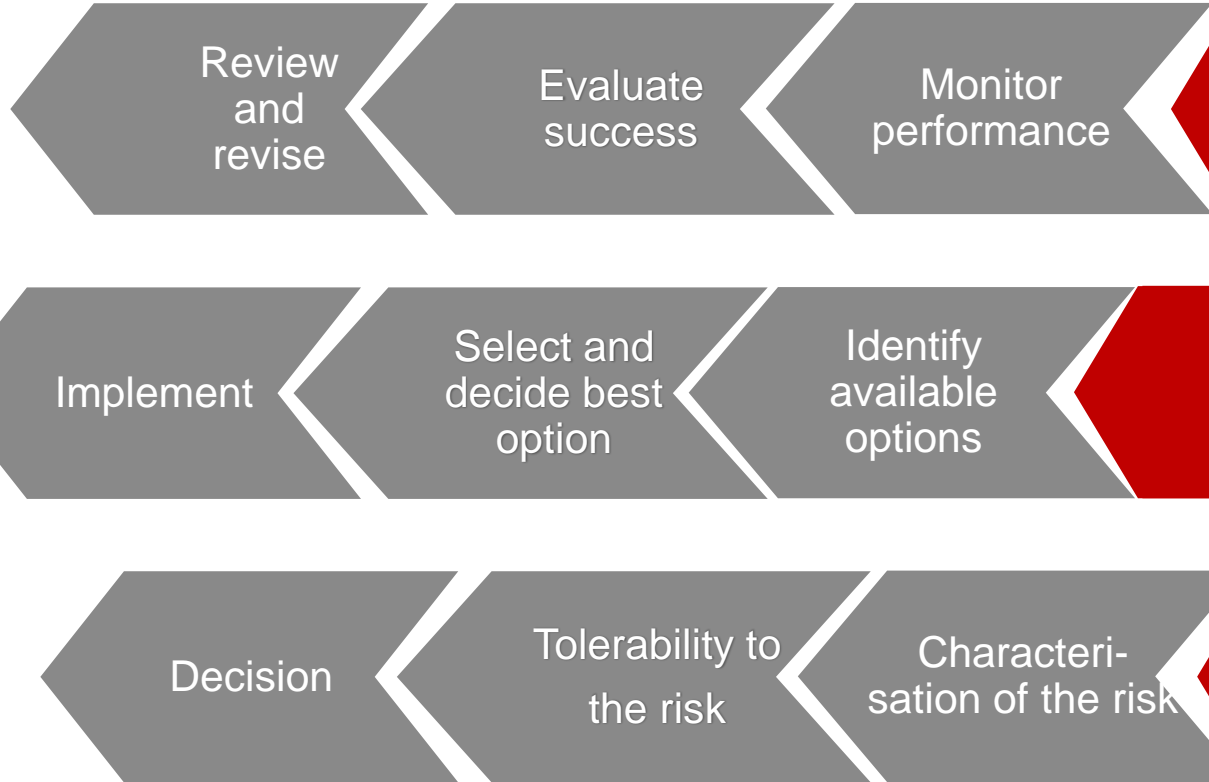 Review
and
revise
Evaluate
success
Monitor
performance
Implement
Select and
decide best
option
Identify
available
options
Decision
Tolerability to
the risk
Characteri-
sation of the risk